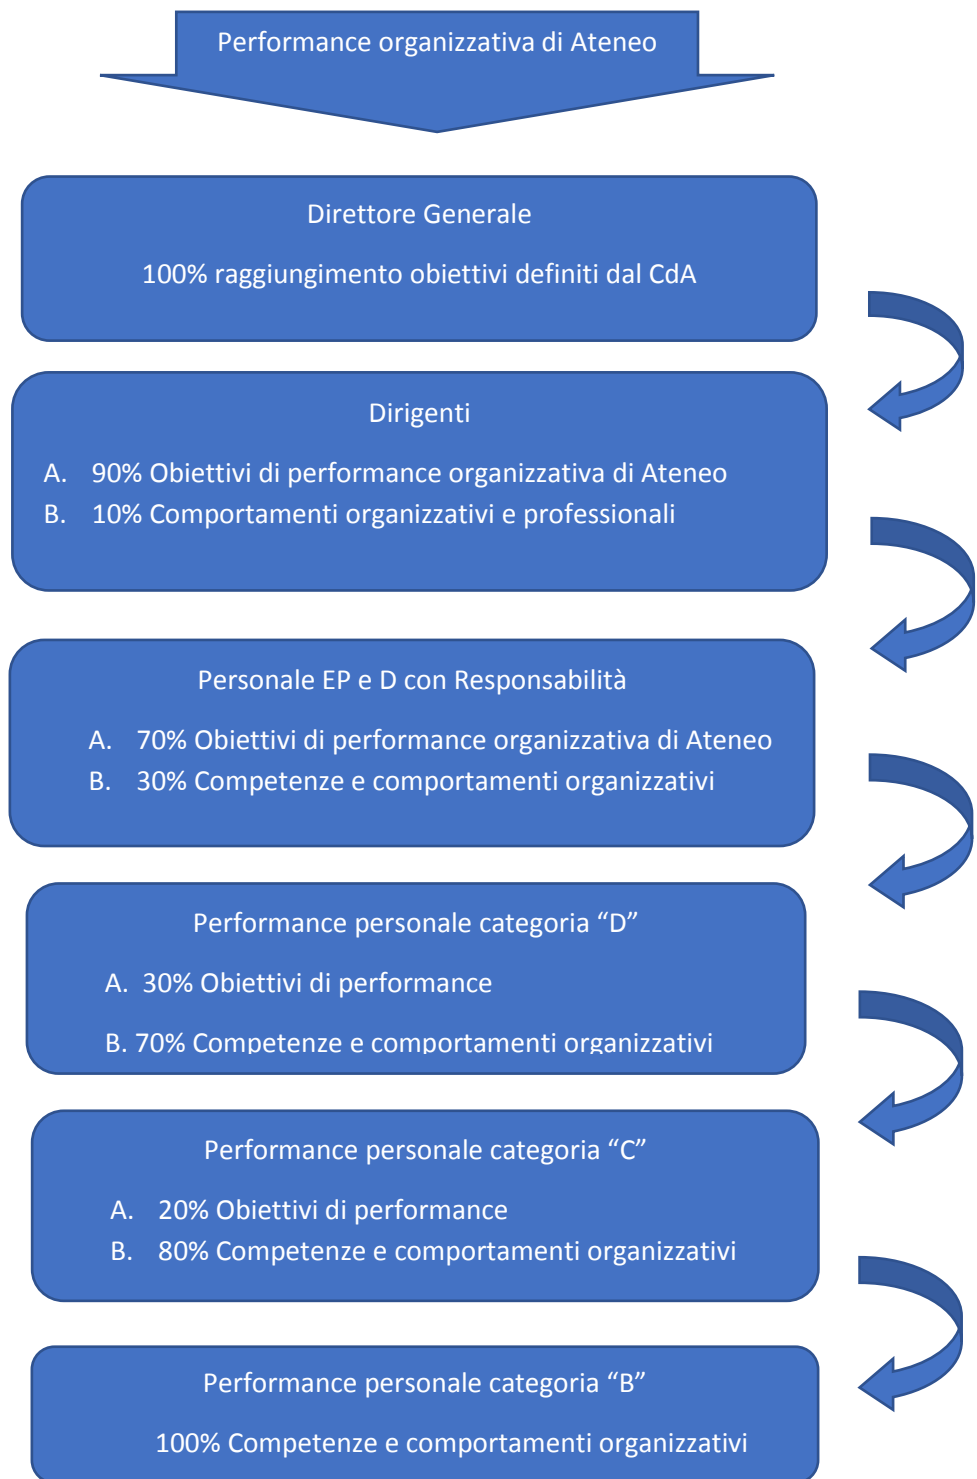 Performance organizzativa di Ateneo
Direttore Generale
100% raggiungimento obiettivi definiti dal CdA
Dirigenti
A. 90% Obiettivi di performance organizzativa di Ateneo
B. 10% Comportamenti organizzativi e professionali
Personale EP e D con Responsabilità
A. 70% Obiettivi di performance organizzativa di Ateneo
B. 30% Competenze e comportamenti organizzativi
Performance personale categoria “D”
A. 30% Obiettivi di performance
B. 70% Competenze e comportamenti organizzativi
Performance personale categoria “C”
A. 20% Obiettivi di performance
B. 80% Competenze e comportamenti organizzativi
Performance personale categoria “B”
100% Competenze e comportamenti organizzativi